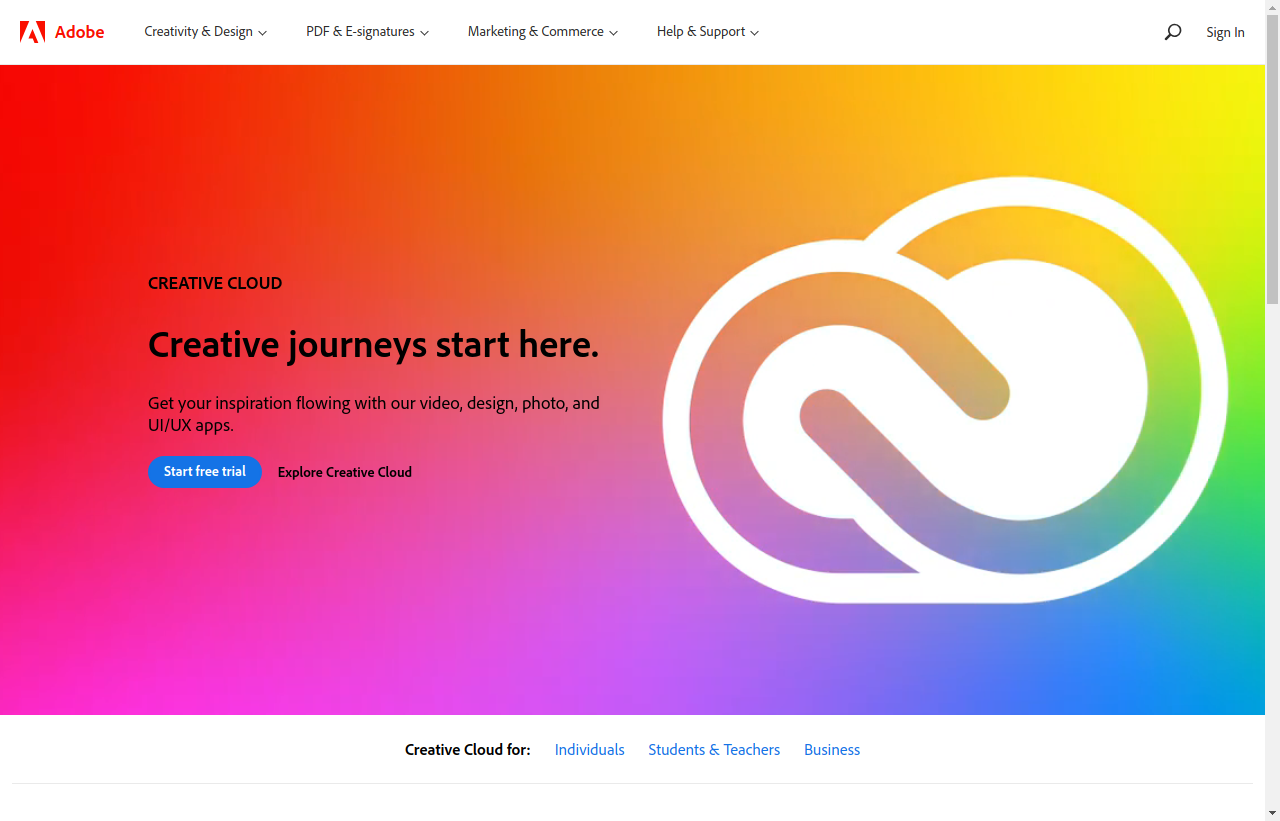 Adobe
Creativity & Design
PDF & E-signatures
Marketing & Commerce
Help & Support
Sign In
CREATIVE CLOUD
Creative journeys start here.
Get your inspiration flowing with our video, design, photo, and
UI/UX apps.
Start free trial
Explore Creative Cloud
Creative Cloud for:
Individuals
Students & Teachers
Business